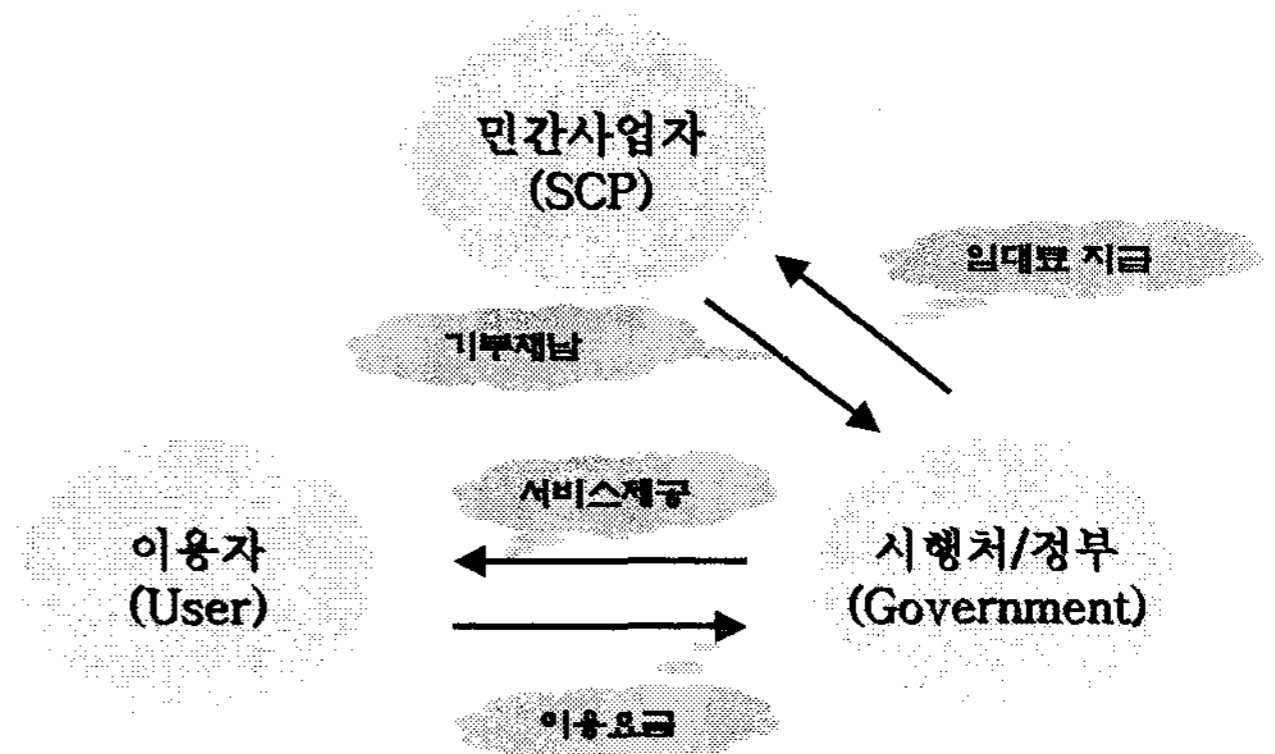 민간사업자
(SCP)
임대료 지급
기부채납
서비스제공
이용자
(User)
시행처/정부
(Government)
이용요금